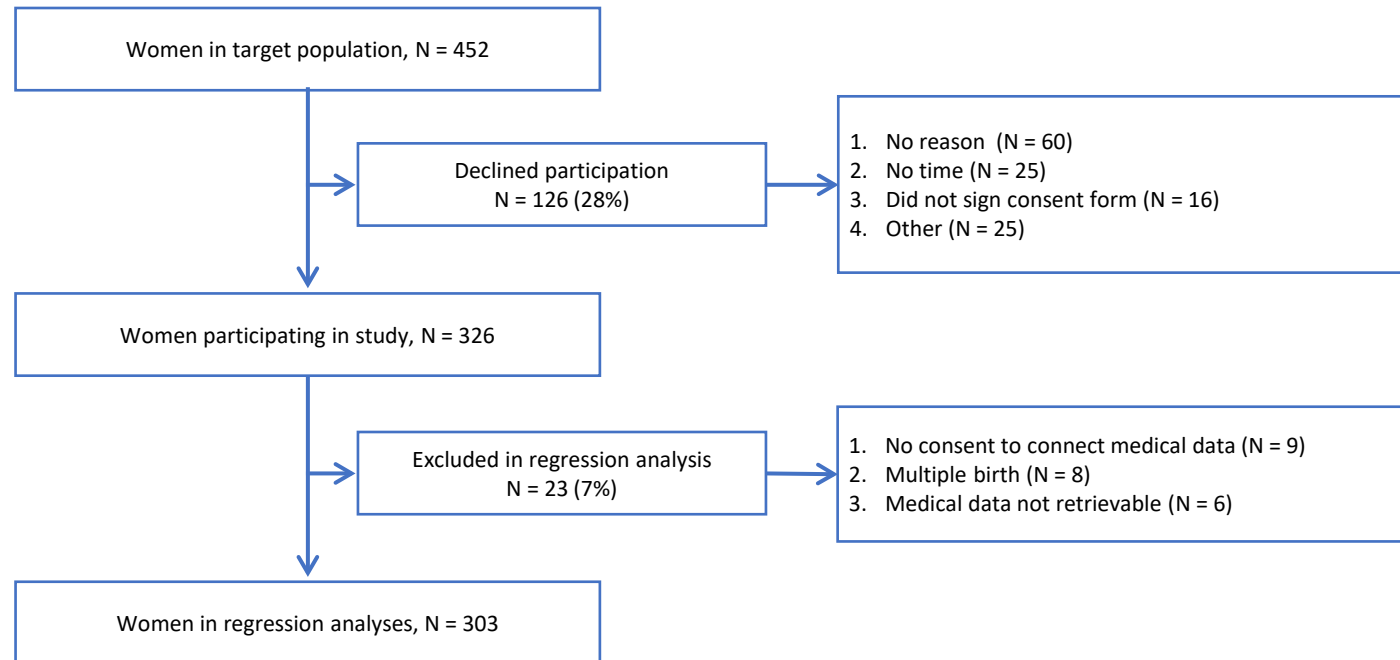 Women in target population, N = 452
Declined participation
N = 126 (28%)
1. No reason (N = 60)
2. No time (N = 25)
3. Did not sign consent form (N = 16)
4. Other (N = 25)
Women participating in study, N = 326
Excluded in regression analysis
N = 23 (7%)
1. No consent to connect medical data (N = 9)
2. Multiple birth (N = 8)
3. Medical data not retrievable (N = 6)
Women in regression analyses, N = 303